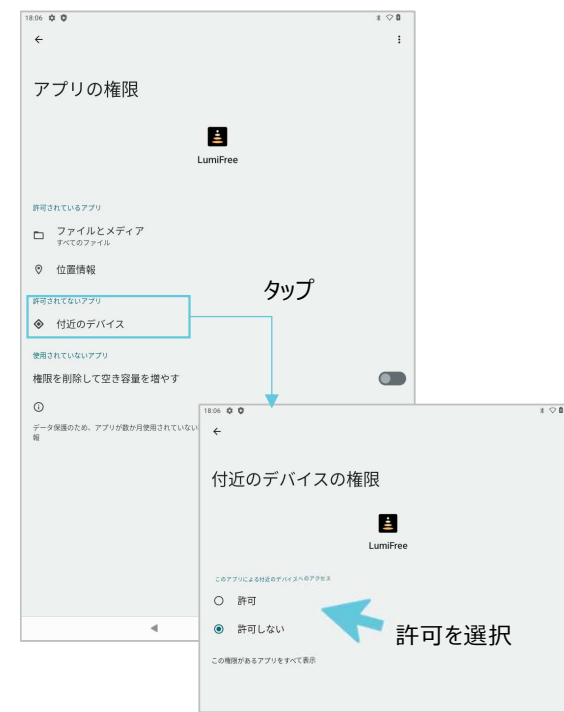 18:06
アプリの権限
LumiFree
許可されているアプリ
ファイルとメディア
すべてのファイル
位置情報
許可されてないアプリ
付近のデバイス
タップ
使用されていないアプリ
権限を削除して空き容量を増やす
データ保護のため、アプリが数か月使用されていない
報
18:06
付近のデバイスの権限
LumiFree
このアプリによる付近のデバイスへのアクセス
許可
許可しない
許可を選択
この権限があるアプリをすべて表示